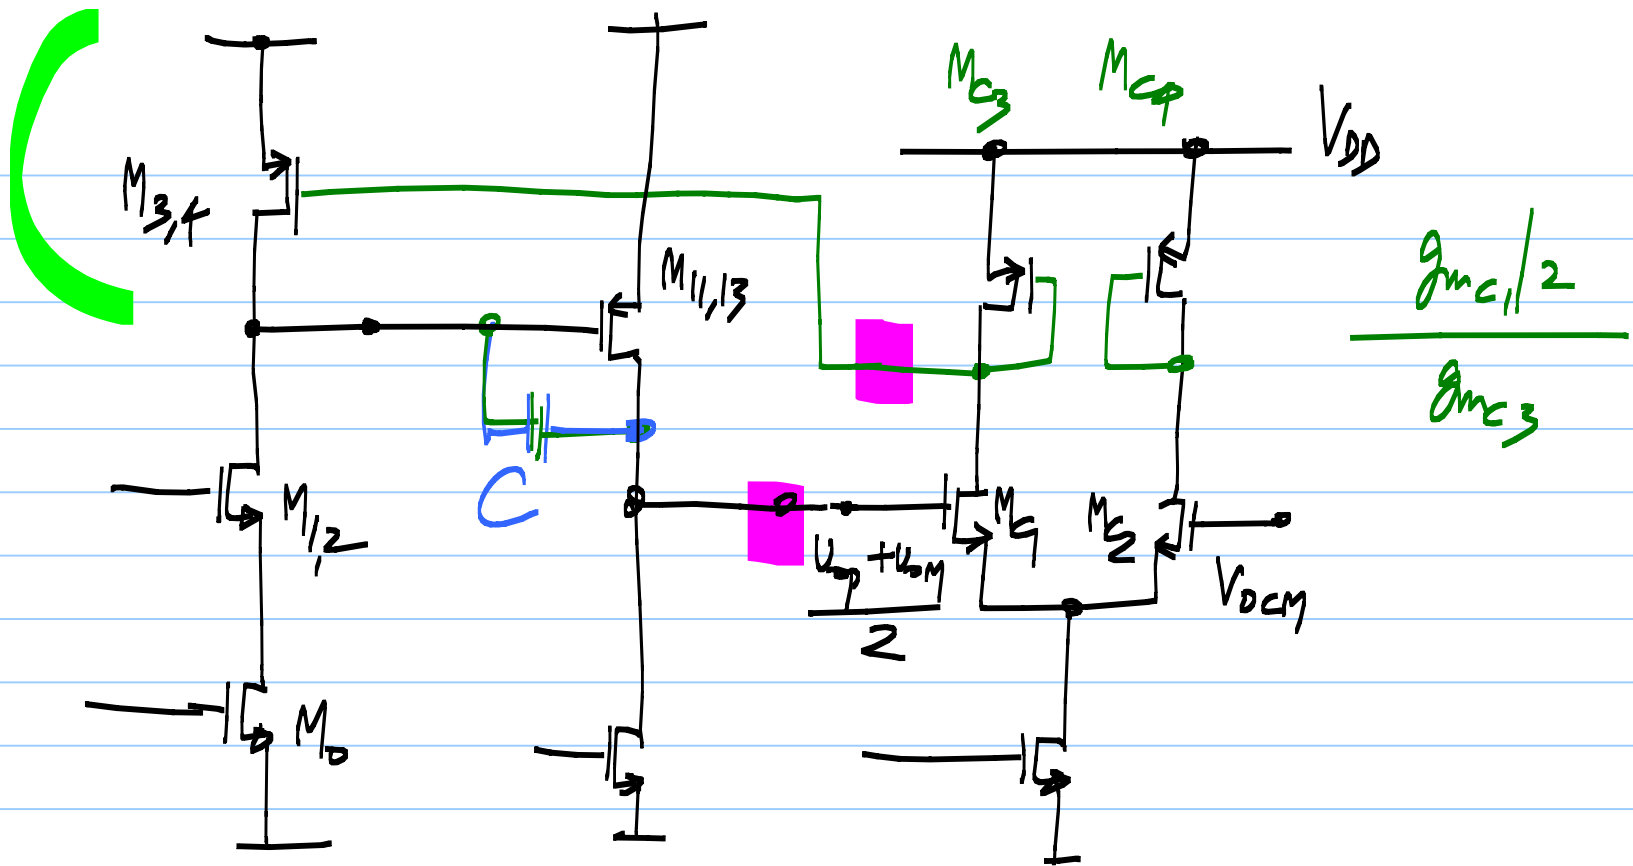 M3,4
M11,13
MC3
MC4
VDD
gmc1/2
gmc3
M1,2
C
MC1
MC2
Vop + Vom
2
VOCM
M0